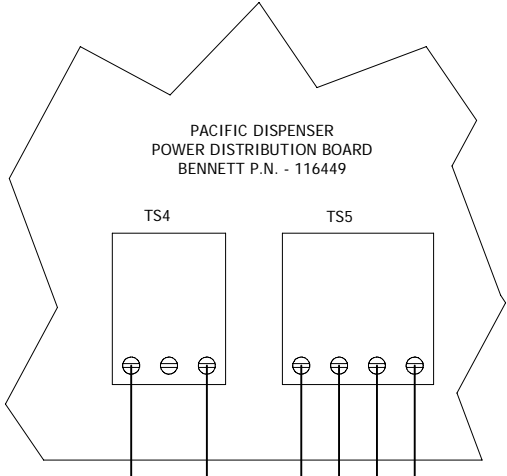 PACIFIC DISPENSER
POWER DISTRIBUTION BOARD
BENNETT P.N. - 116449
TS4
TS5